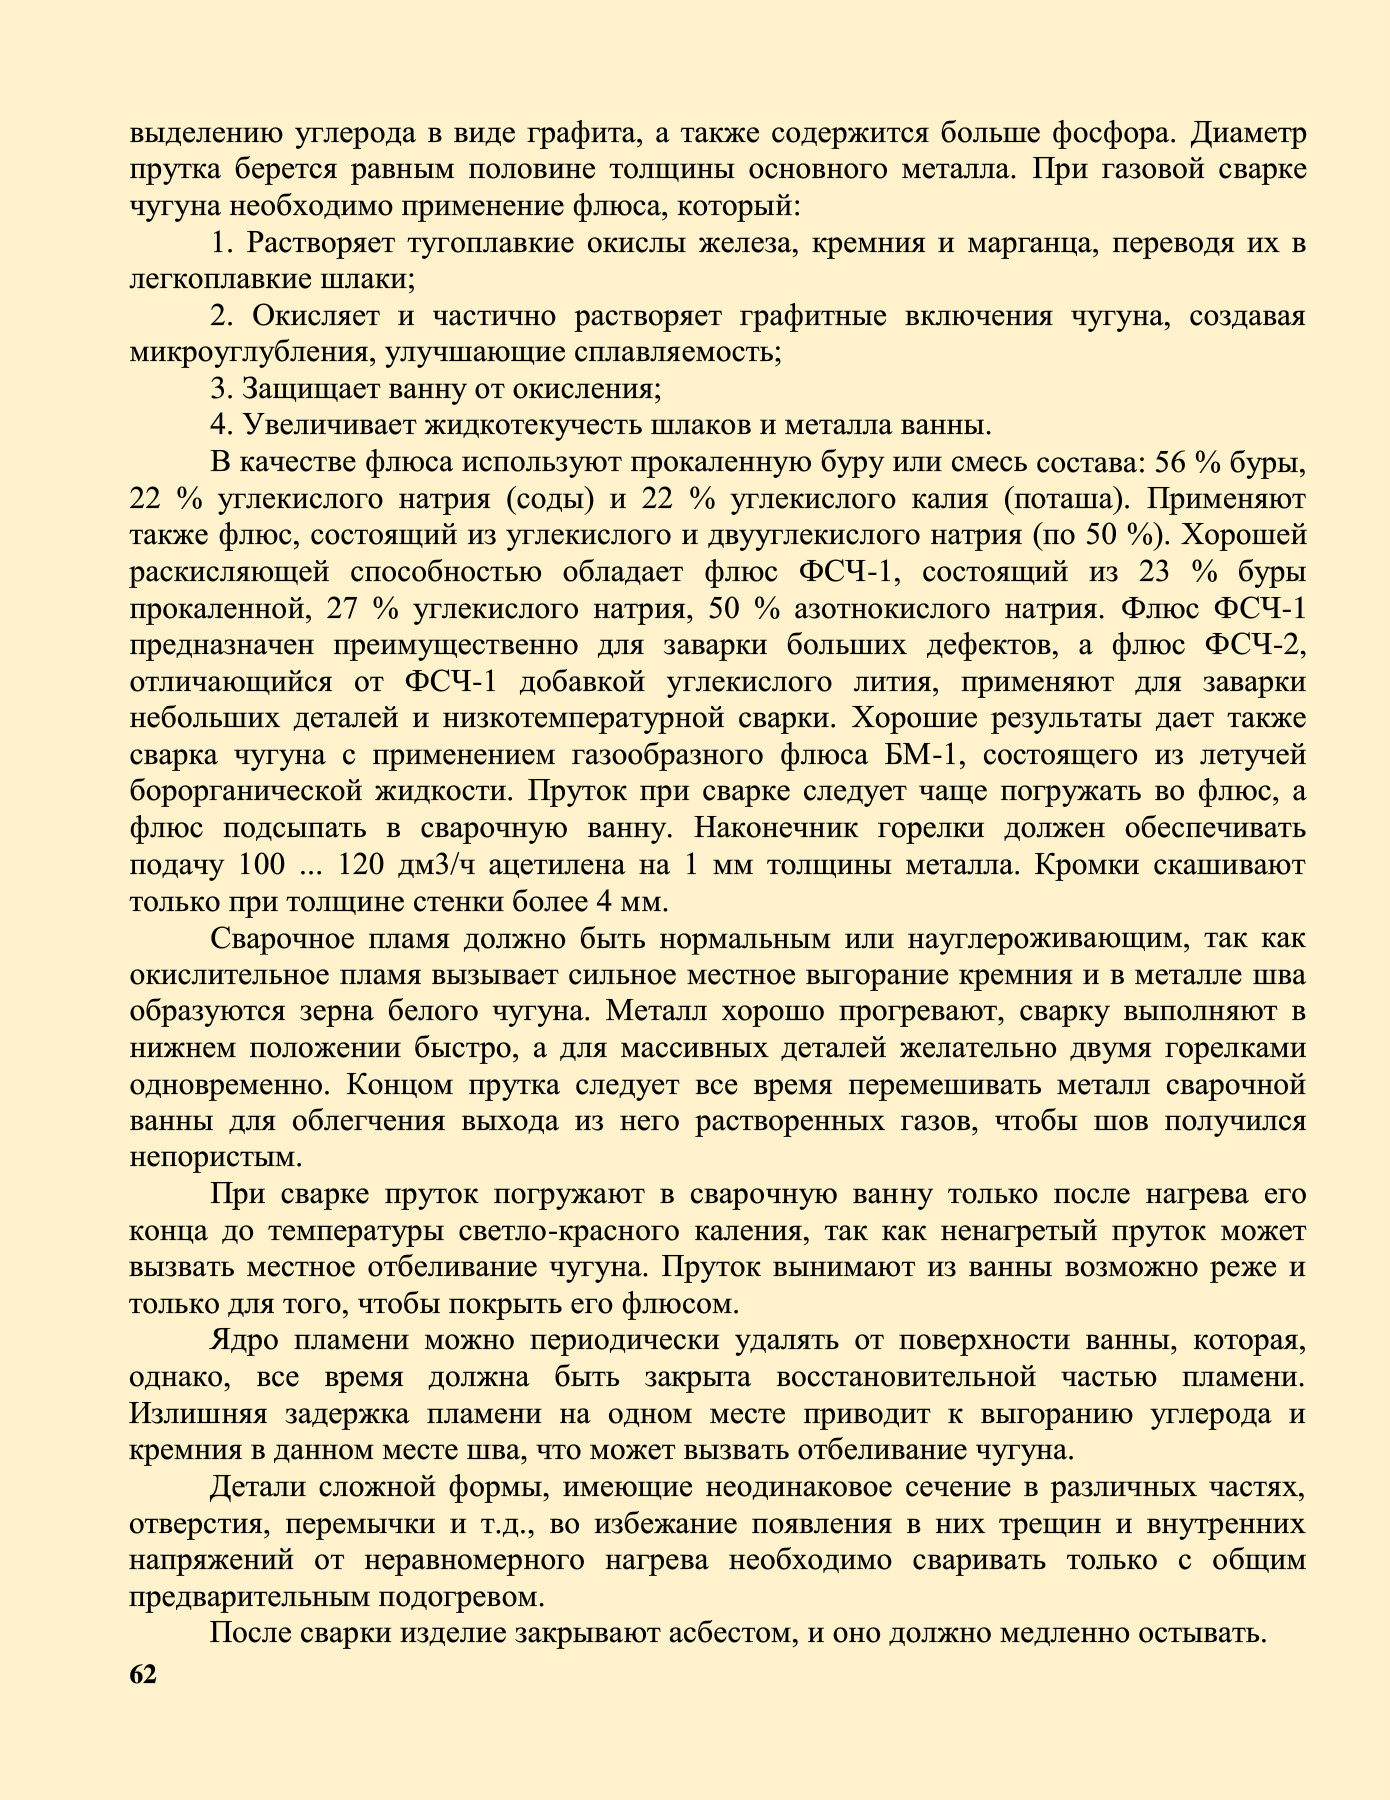 выделению углерода в виде графита, а также содержится больше фосфора. Диаметр
прутка берется равным половине толщины основного металла. При газовой сварке
чугуна необходимо применение флюса, который:
1. Растворяет тугоплавкие окислы железа, кремния и марганца, переводя их в
легкоплавкие шлаки;
2. Окисляет и частично растворяет графитные включения чугуна, создавая
микроуглубления, улучшающие сплавляемость;
3. Защищает ванну от окисления;
4. Увеличивает жидкотекучесть шлаков и металла ванны.
В качестве флюса используют прокаленную буру или смесь состава: 56 % буры,
22 % углекислого натрия (соды) и 22 % углекислого калия (поташа). Применяют
также флюс, состоящий из углекислого и двууглекислого натрия (по 50 %). Хорошей
раскисляющей способностью обладает флюс ФСЧ-1, состоящий из 23 % буры
прокаленной, 27 % углекислого натрия, 50 % азотнокислого натрия. Флюс ФСЧ-1
предназначен преимущественно для заварки больших дефектов, а флюс ФСЧ-2,
отличающийся от ФСЧ-1 добавкой углекислого лития, применяют для заварки
небольших деталей и низкотемпературной сварки. Хорошие результаты дает также
сварка чугуна с применением газообразного флюса БМ-1, состоящего из летучей
борорганической жидкости. Пруток при сварке следует чаще погружать во флюс, а
флюс подсыпать в сварочную ванну. Наконечник горелки должен обеспечивать
подачу 100 ... 120 дм3/ч ацетилена на 1 мм толщины металла. Кромки скашивают
только при толщине стенки более 4 мм.
Сварочное пламя должно быть нормальным или науглероживающим, так как
окислительное пламя вызывает сильное местное выгорание кремния и в металле шва
образуются зерна белого чугуна. Металл хорошо прогревают, сварку выполняют в
нижнем положении быстро, а для массивных деталей желательно двумя горелками
одновременно. Концом прутка следует все время перемешивать металл сварочной
ванны для облегчения выхода из него растворенных газов, чтобы шов получился
непористым.
При сварке пруток погружают в сварочную ванну только после нагрева его
конца до температуры светло-красного каления, так как ненагретый пруток может
вызвать местное отбеливание чугуна. Пруток вынимают из ванны возможно реже и
только для того, чтобы покрыть его флюсом.
Ядро пламени можно периодически удалять от поверхности ванны, которая,
однако, все время должна быть закрыта восстановительной частью пламени.
Излишняя задержка пламени на одном месте приводит к выгоранию углерода и
кремния в данном месте шва, что может вызвать отбеливание чугуна.
Детали сложной формы, имеющие неодинаковое сечение в различных частях,
отверстия, перемычки и т.д., во избежание появления в них трещин и внутренних
напряжений от неравномерного нагрева необходимо сваривать только с общим
предварительным подогревом.
После сварки изделие закрывают асбестом, и оно должно медленно остывать.
62